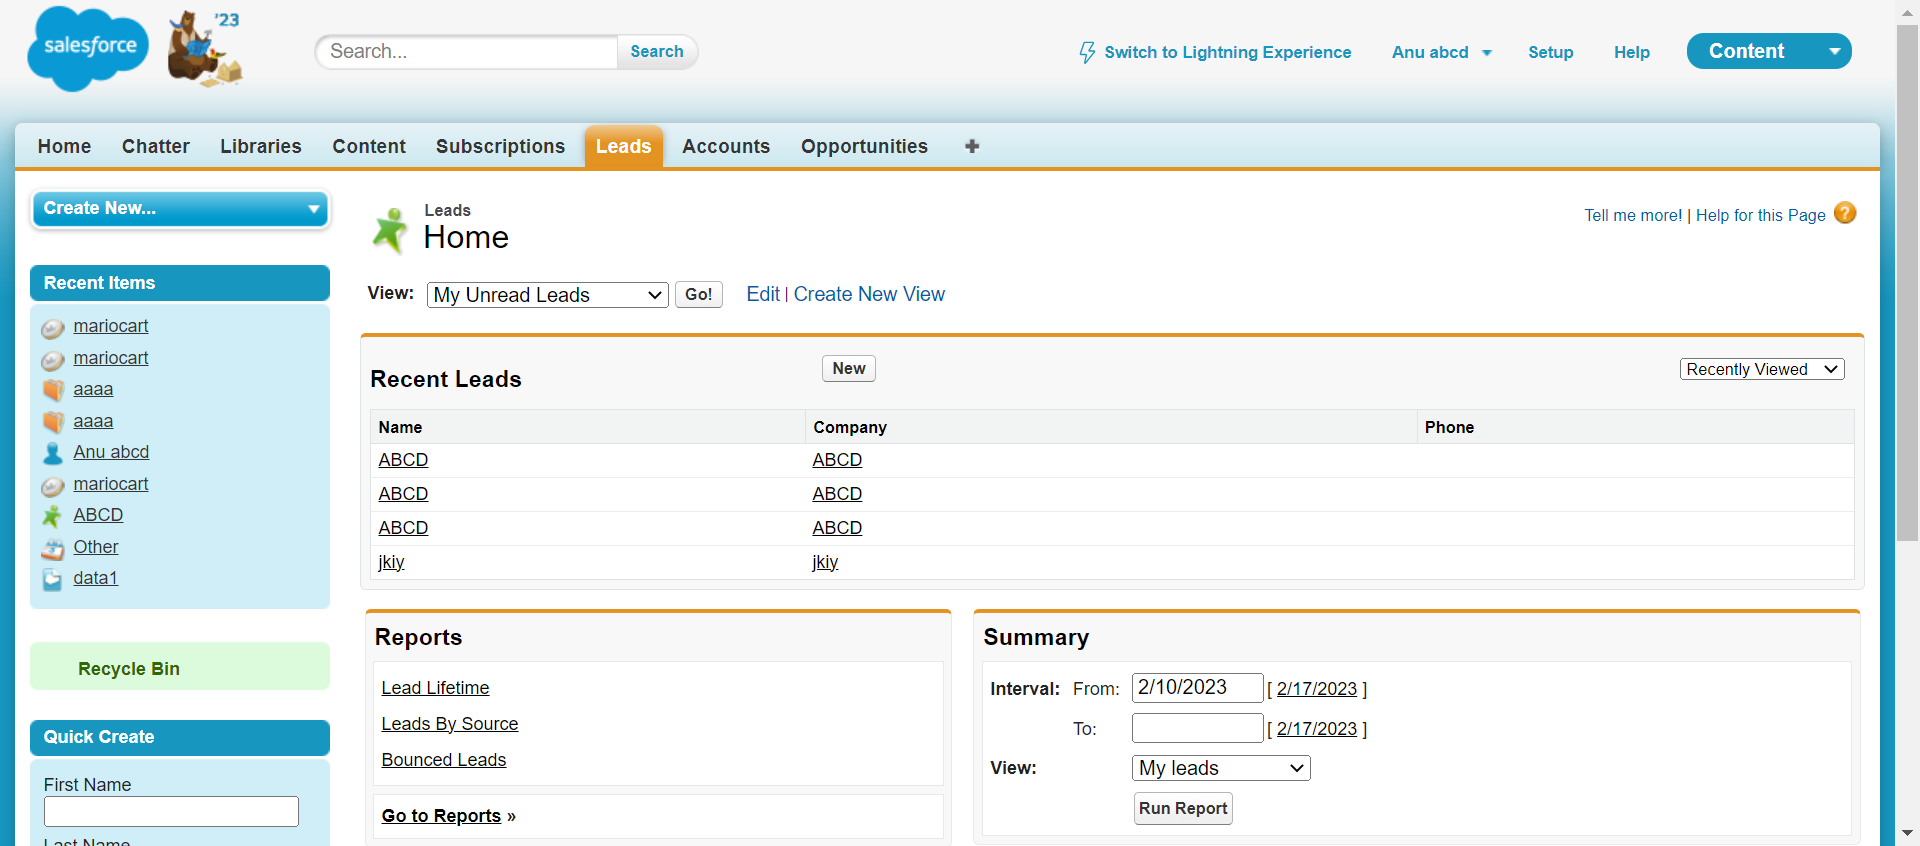 salesforce
'23
Search...
Search
Switch to Lightning Experience
Anu abcd
Setup
Help
Content
Home
Chatter
Libraries
Content
Subscriptions
Leads
Accounts
Opportunities
+
Create New...
Recent Items
mariocart
mariocart
aaaa
aaaa
Anu abcd
mariocart
ABCD
Other
data1
Recycle Bin
Quick Create
First Name
Last Name
Leads
Home
Tell me more! | Help for this Page ?
View: My Unread Leads Go! Edit | Create New View
Recent Leads
New
Recently Viewed
Name Company Phone
ABCD ABCD
ABCD ABCD
ABCD ABCD
jkiy jkiy
Reports
Lead Lifetime
Leads By Source
Bounced Leads
Go to Reports »
Summary
Interval: From: 2/10/2023 [ 2/17/2023 ]
To: [ 2/17/2023 ]
View: My leads
Run Report